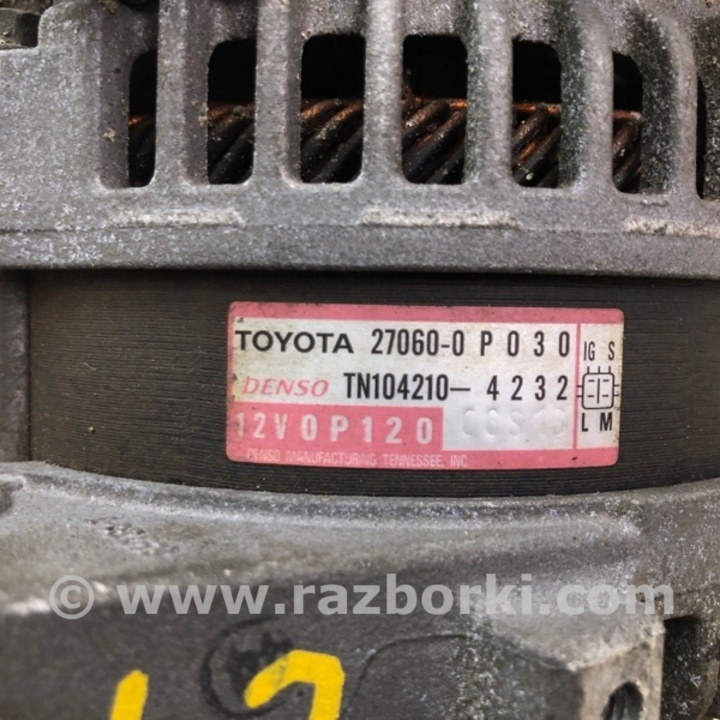 TOYOTA 27060-0P030 IG S
DENSO TN104210-4232
12V0P120 L M
DENSO MANUFACTURING TENNESSEE, INC.
© www.razborki.com